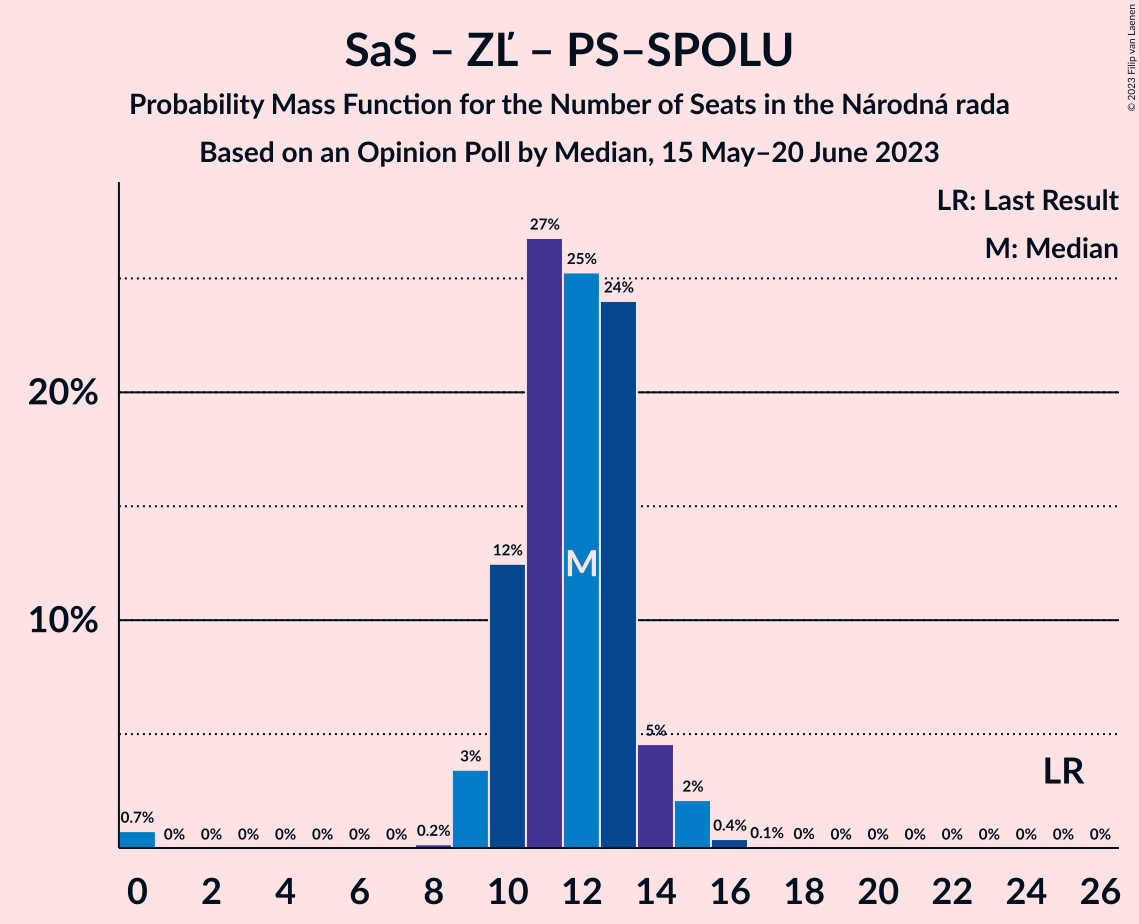 SaS – ZĽ – PS–SPOLU
Probability Mass Function for the Number of Seats in the Národná rada
Based on an Opinion Poll by Median, 15 May–20 June 2023
© 2023 Filip van Laenen
LR: Last Result
M: Median
27%
25%
24%
20%
12%
M
10%
5%
3%
LR
2%
0.7% 0% 0% 0% 0% 0% 0% 0% 0.2% 0.4% 0.1% 0% 0% 0% 0% 0% 0% 0% 0% 0%
0 2 4 6 8 10 12 14 16 18 20 22 24 26